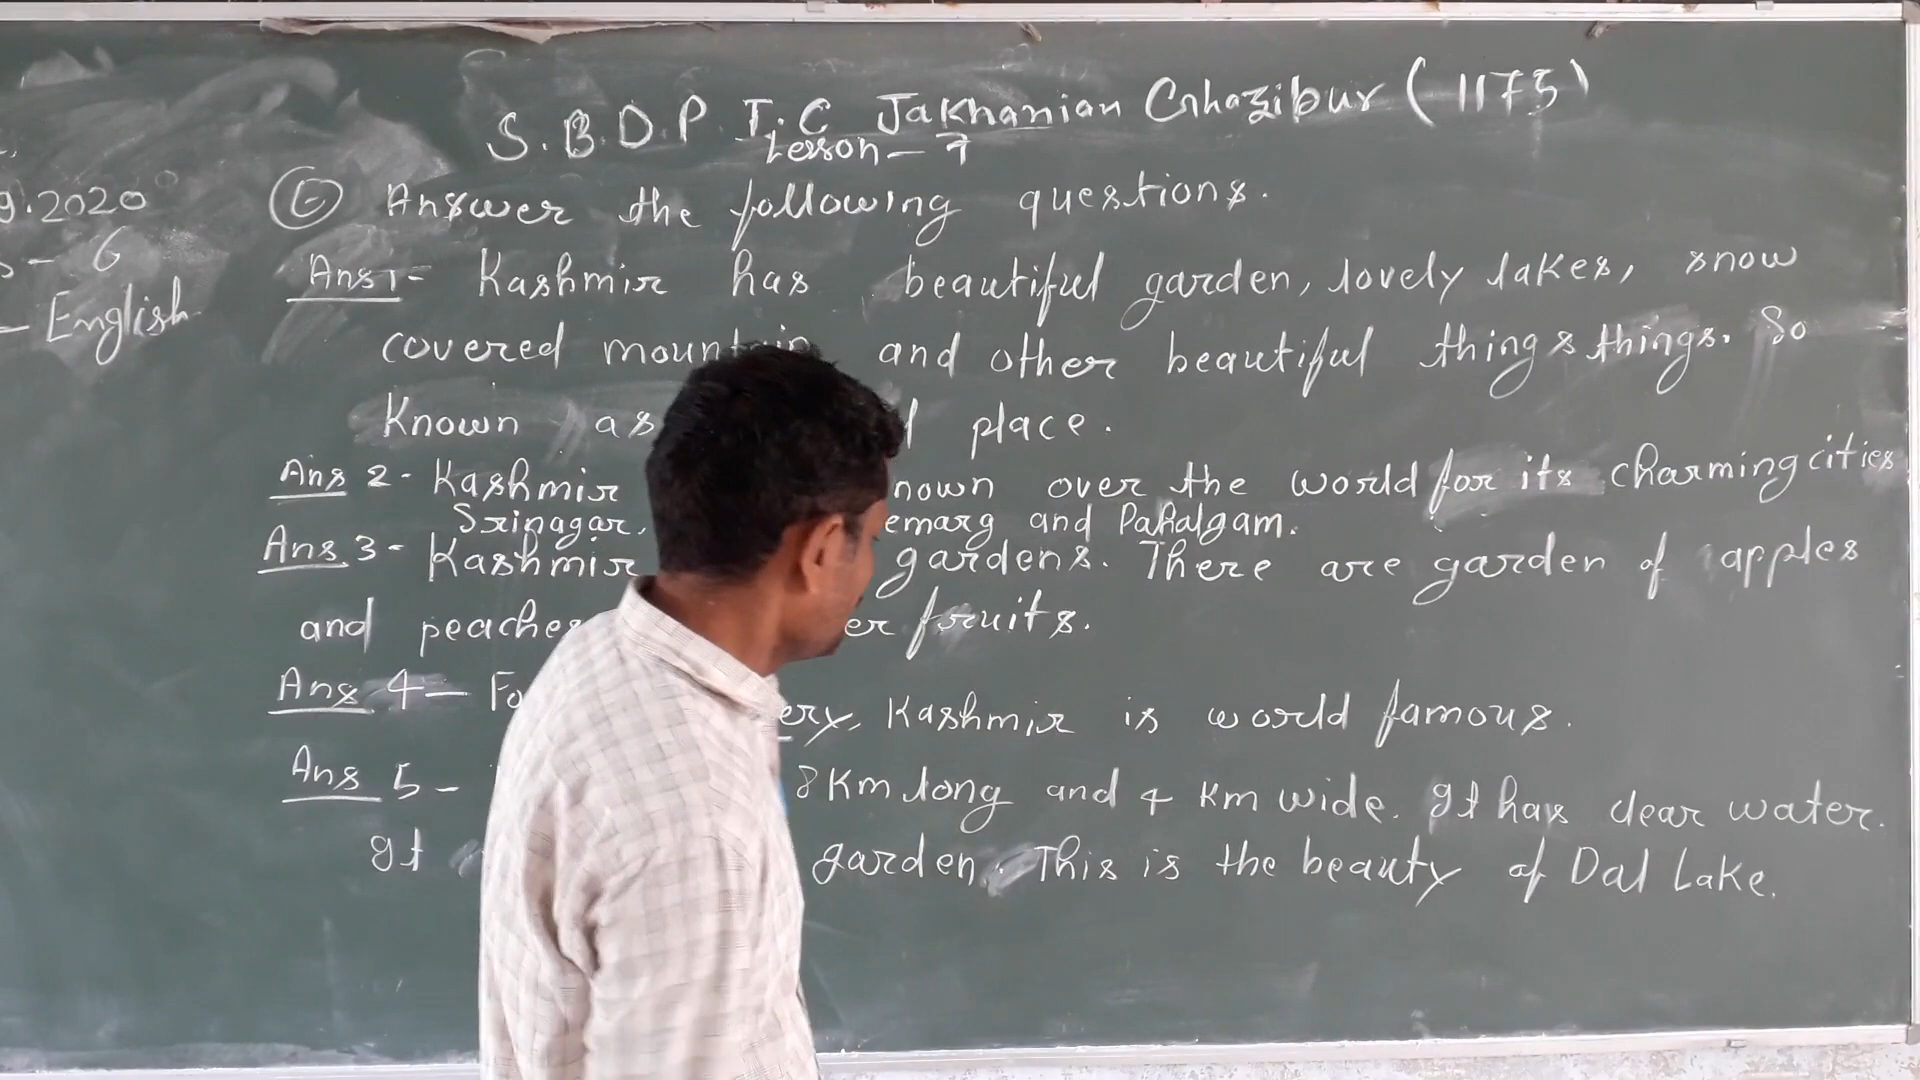 S.B.D.P. I.C Jakhanian Ghazibur (1175)
Lesson - 7
9.2020
- 6
- English
Answer the following questions.
Ans 1- Kashmir has beautiful garden, lovely lakes, snow
covered mountain and other beautiful things things. So
Known as place.
Ans 2 - Kashmir nown over the world for its charming cities
Srinagar, emarg and Pahalgam.
Ans 3 - Kashmir gardens. There are garden of apples
and peaches er fruits.
Ans 4 - Fo ery, Kashmir is world famous.
Ans 5 - 8 Km long and 4 Km wide. It has clear water.
It garden. This is the beauty of Dal Lake.